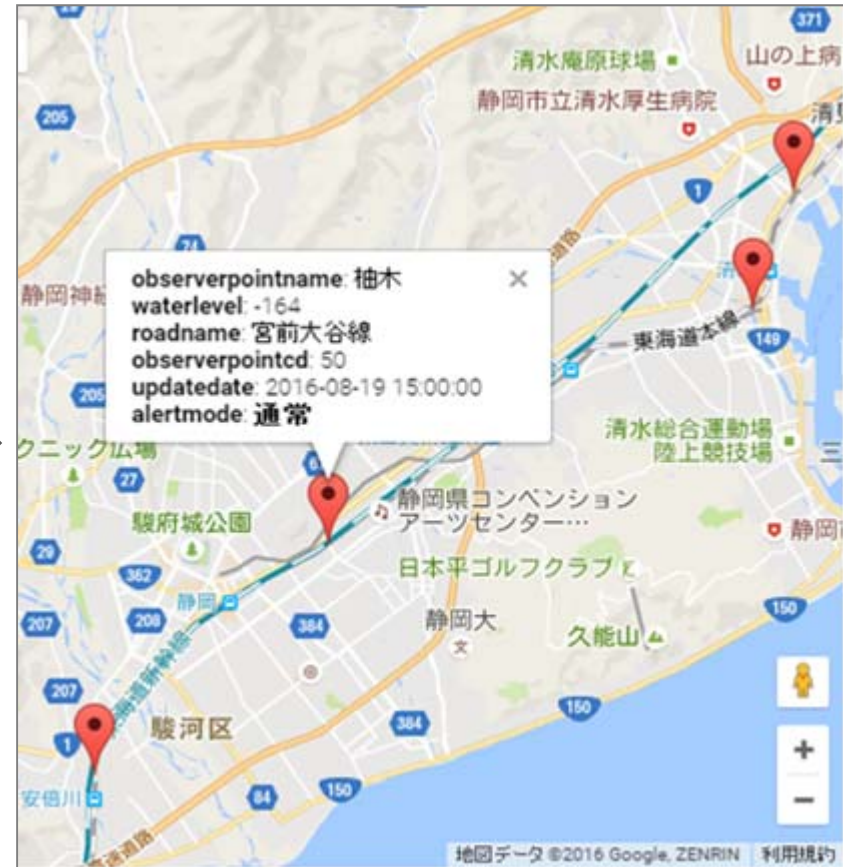 371
清水庵原球場
山の上病
静岡市立清水厚生病院
205
1
74
静岡神経
observerpointname: 柚木
waterlevel: -164
roadname: 宮前大谷線
observerpointcd: 50
updatedate: 2016-08-19 15:00:00
alertmode: 通常
東海道本線
149
205
清水総合運動場
陸上競技場
三
クニック広場
27
静岡県コンベンション
アーツセンター…
駿府城公園
静岡市
29
362
日本平ゴルフクラブ
静岡
207
208
384
静岡大
久能山
150
207
駿河区
384
150
1
安倍川
84
150
+
−
地図データ ©2016 Google, ZENRIN
利用規約